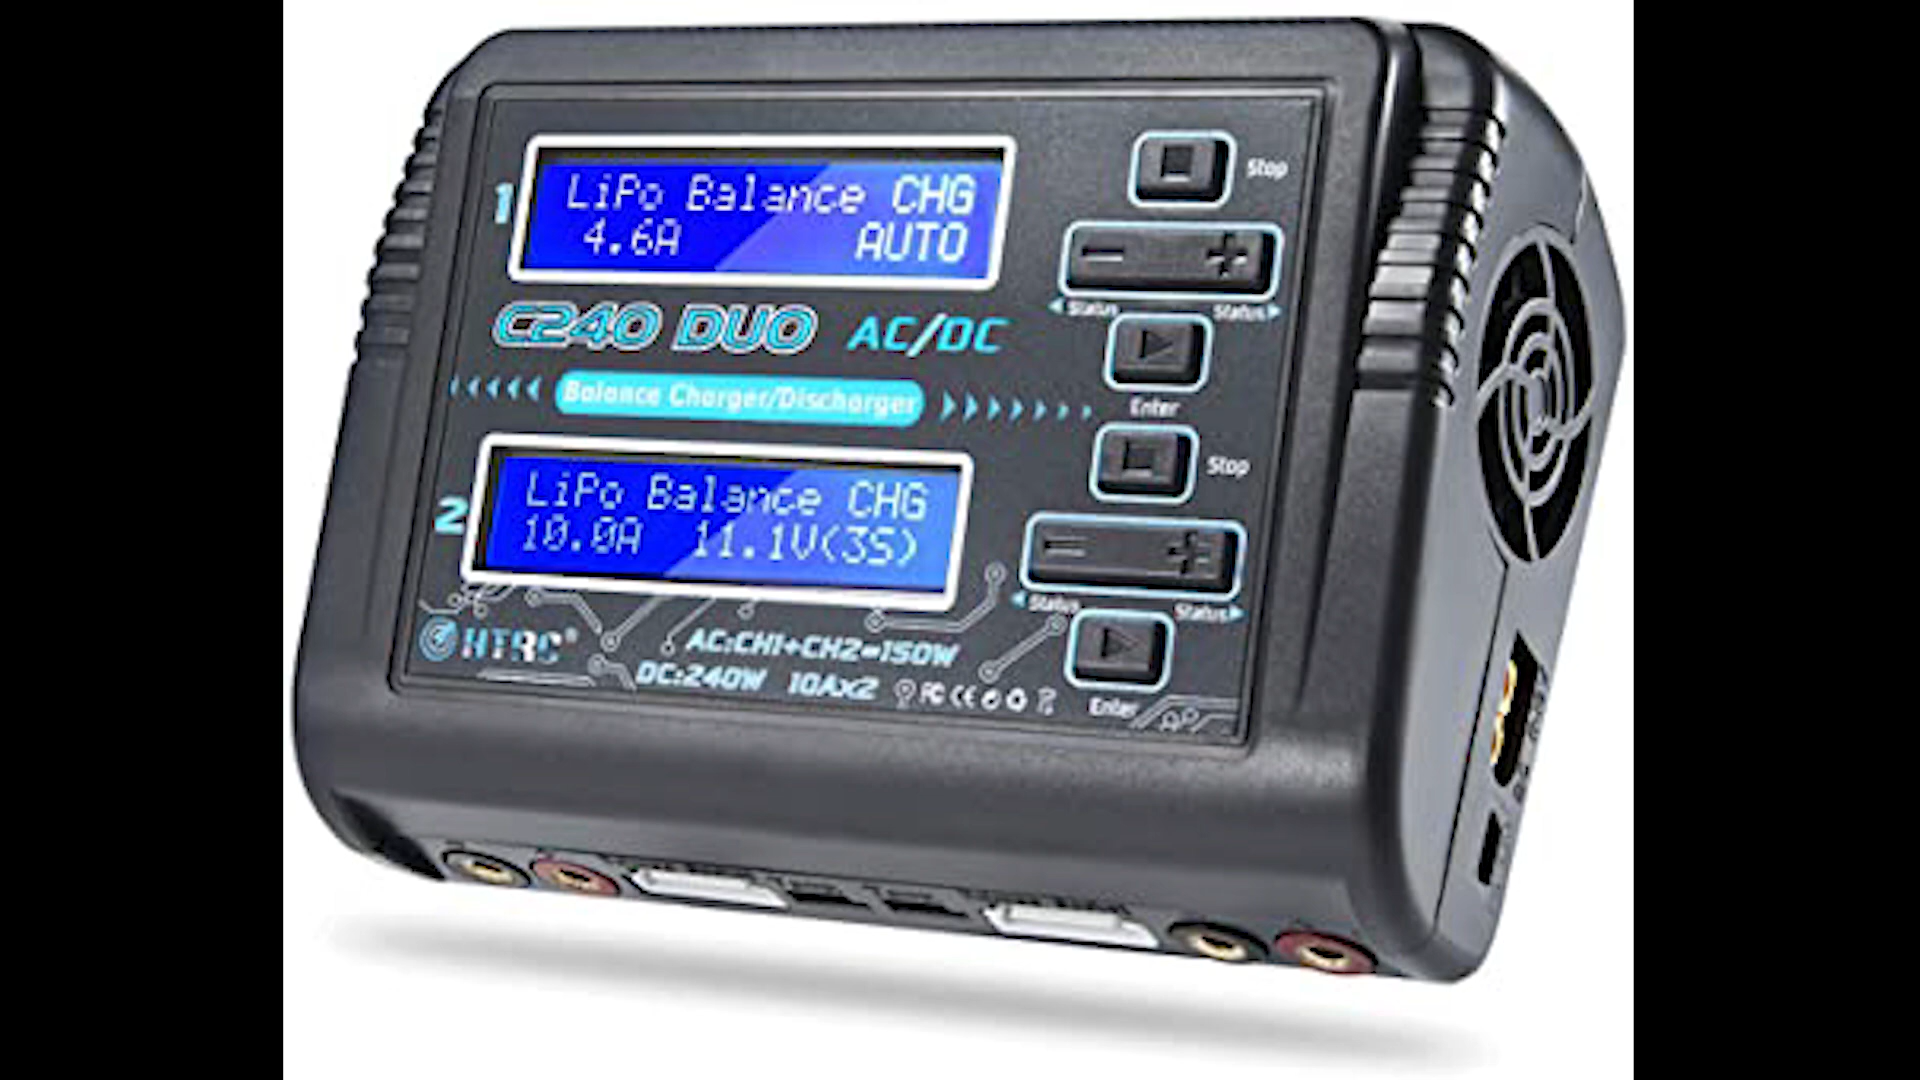 1
LiPo Balance CHG
4.6A AUTO
Stop
- +
Status Status
C240 DUO AC/DC
Enter
Balance Charger/Discharger
2
LiPo Balance CHG
10.0A 11.1V(3S)
Stop
- +
Status Status
HTRC®
AC:CH1+CH2=150W
DC:240W 10Ax2
FC CE
Enter